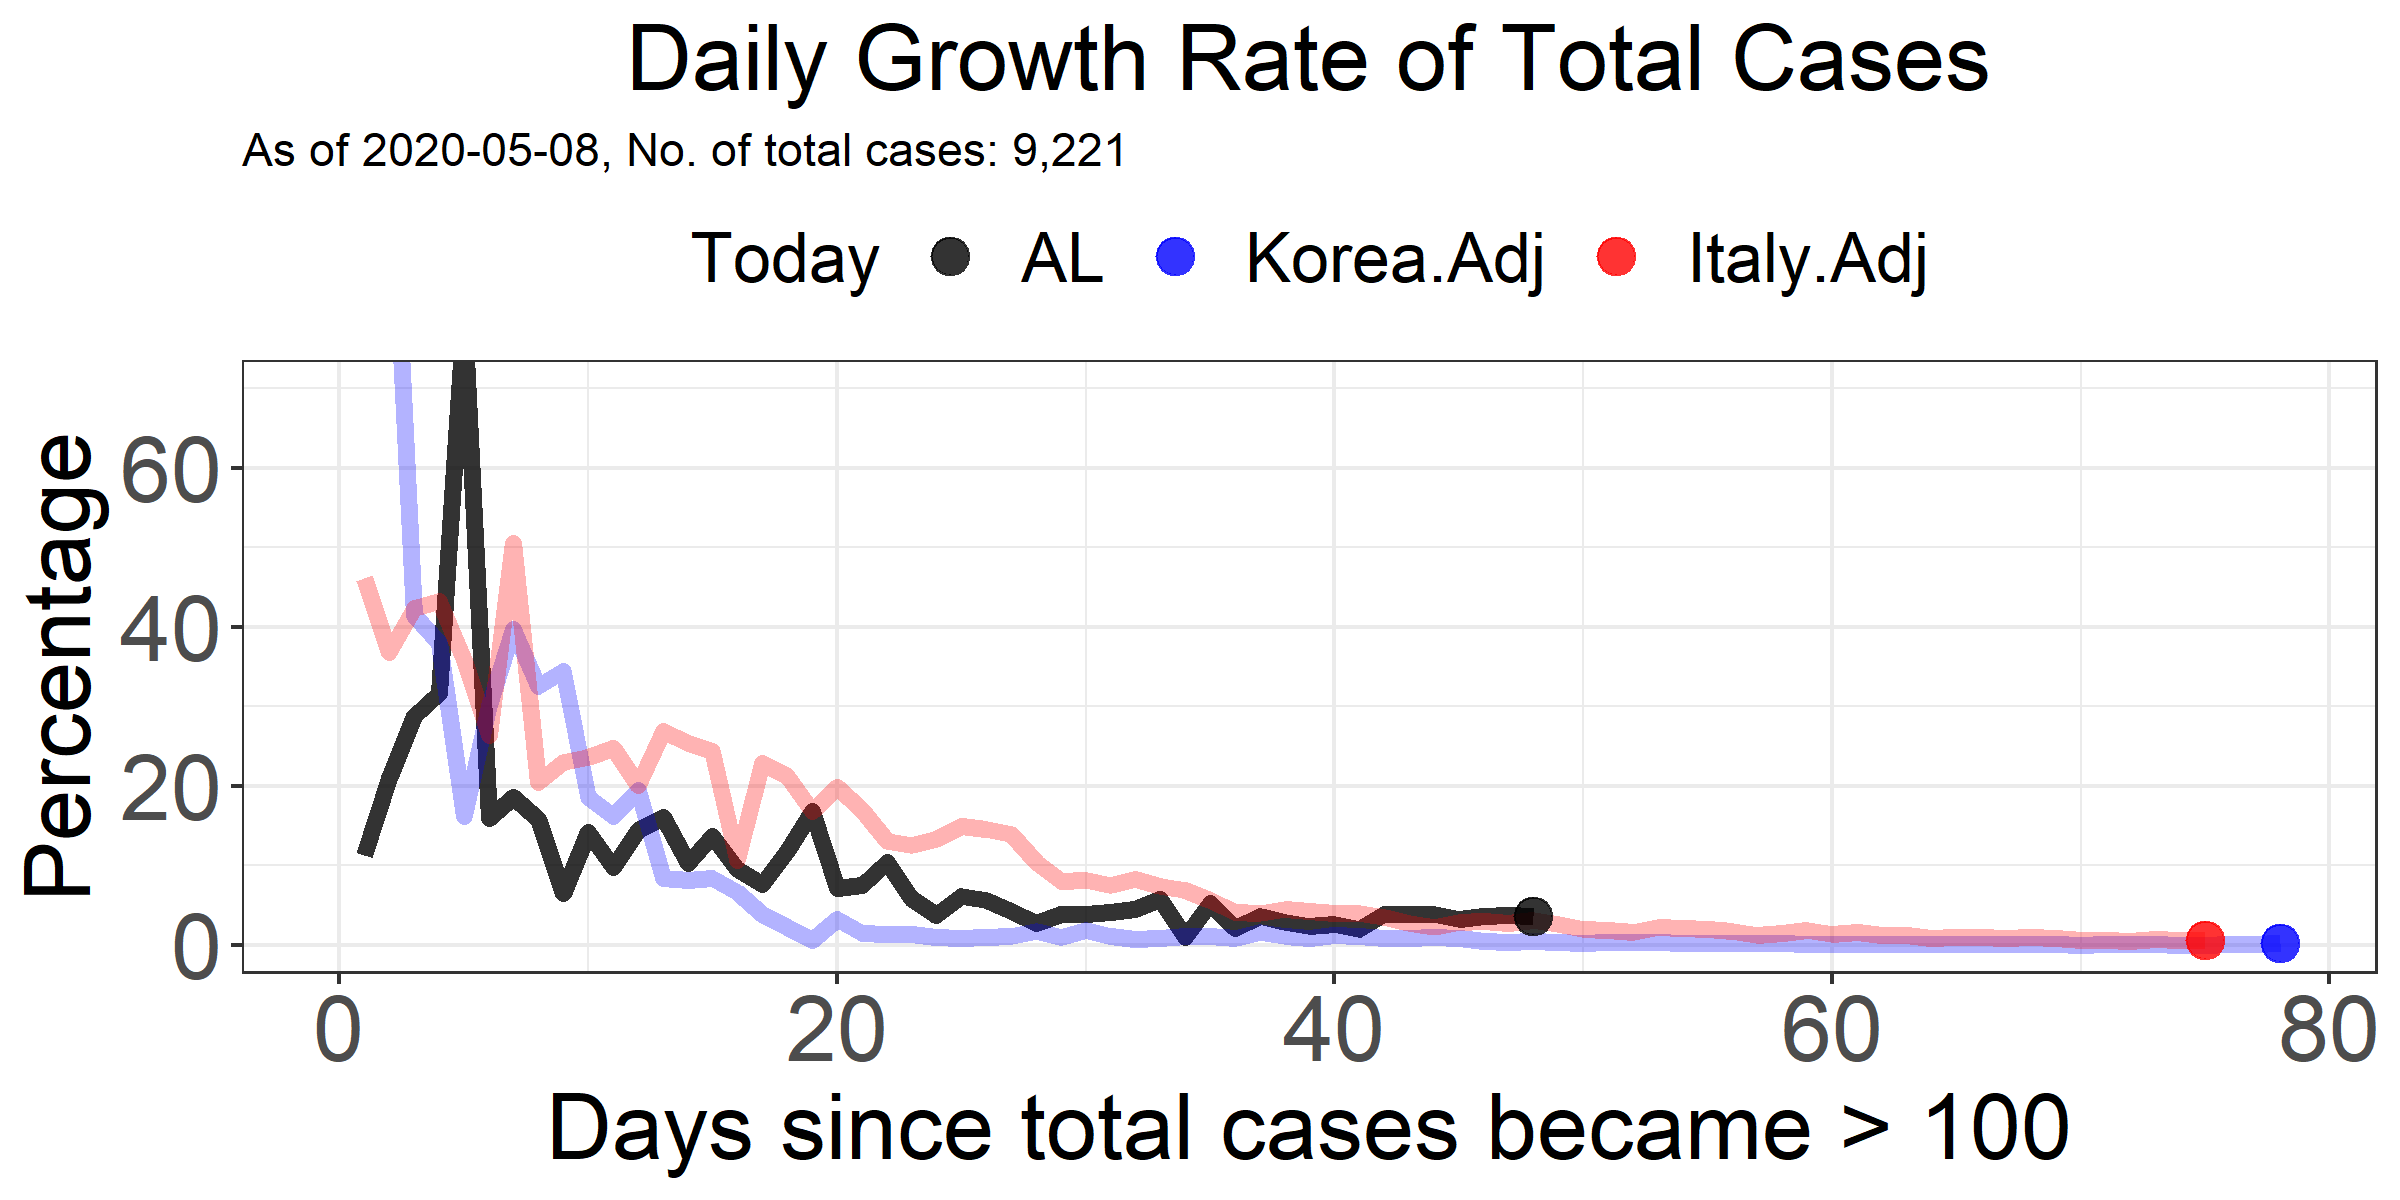 Daily Growth Rate of Total Cases
As of 2020-05-08, No. of total cases: 9,221
Today AL Korea.Adj Italy.Adj
Percentage
60
40
20
0
0 20 40 60 80
Days since total cases became > 100